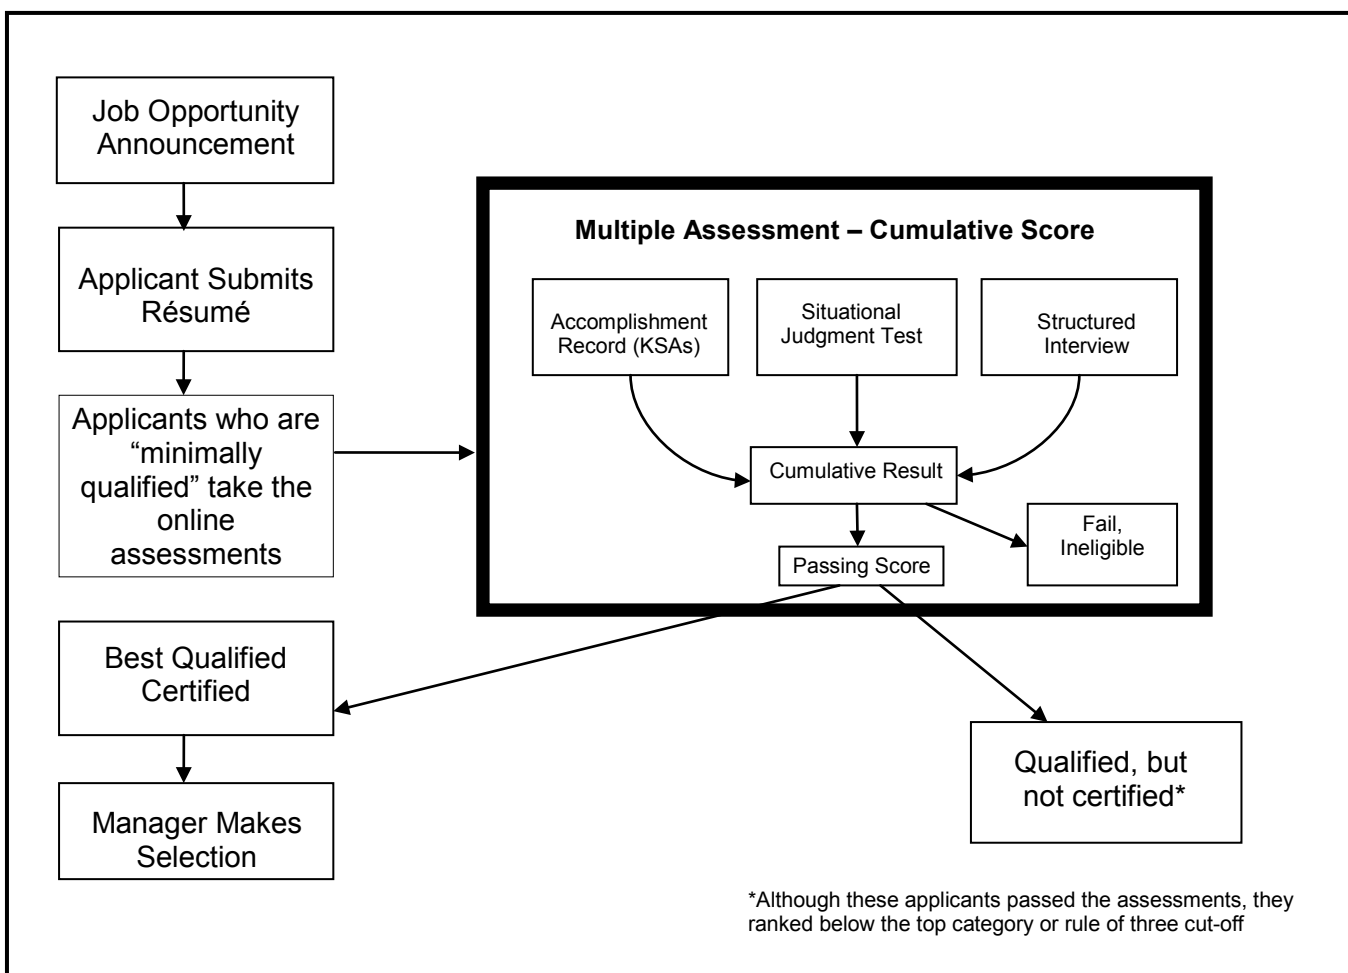 Job Opportunity
Announcement
Applicant Submits
Résumé
Applicants who are
“minimally
qualified” take the
online
assessments
Multiple Assessment – Cumulative Score
Accomplishment
Record (KSAs)
Situational
Judgment Test
Structured
Interview
Cumulative Result
Fail,
Ineligible
Passing Score
Best Qualified
Certified
Manager Makes
Selection
Qualified, but
not certified*
*Although these applicants passed the assessments, they
ranked below the top category or rule of three cut-off